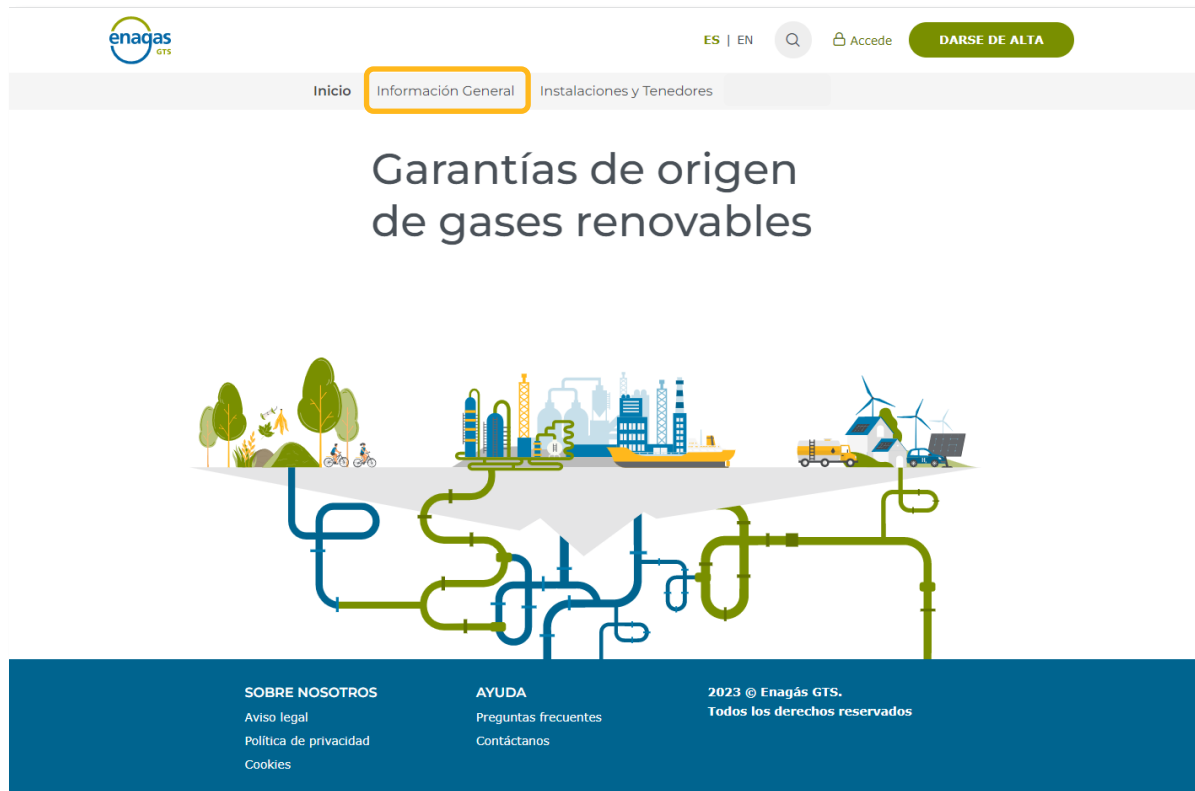 enagas
GTS
ES | EN
Accede
DARSE DE ALTA
Inicio
Información General
Instalaciones y Tenedores
Garantías de origen
de gases renovables
SOBRE NOSOTROS
Aviso legal
Política de privacidad
Cookies
AYUDA
Preguntas frecuentes
Contáctanos
2023 © Enagás GTS.
Todos los derechos reservados